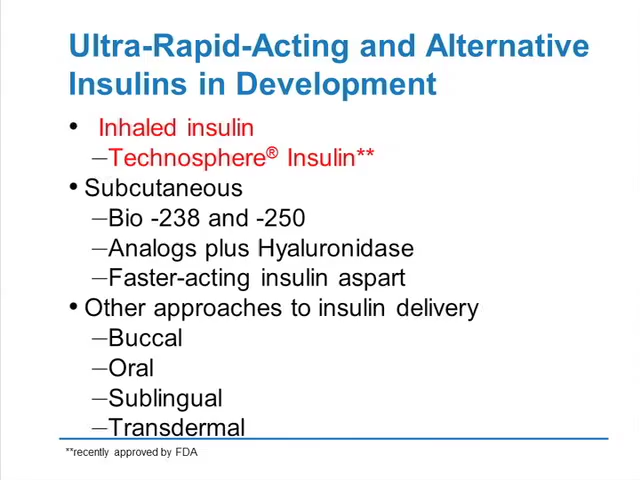 Ultra-Rapid-Acting and Alternative
Insulins in Development
• Inhaled insulin
–Technosphere® Insulin**
• Subcutaneous
–Bio -238 and -250
–Analogs plus Hyaluronidase
–Faster-acting insulin aspart
• Other approaches to insulin delivery
–Buccal
–Oral
–Sublingual
–Transdermal
**recently approved by FDA